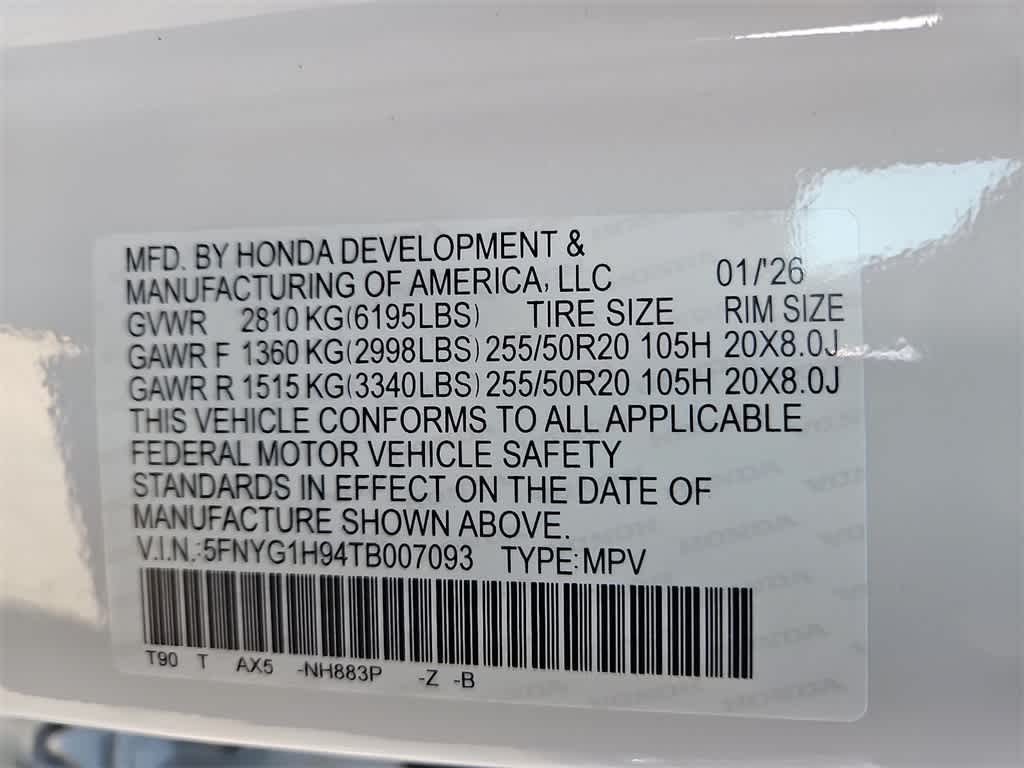 MFD. BY HONDA DEVELOPMENT &
MANUFACTURING OF AMERICA, LLC 01/'26
GVWR 2810 KG(6195LBS) TIRE SIZE RIM SIZE
GAWR F 1360 KG(2998LBS) 255/50R20 105H 20X8.0J
GAWR R 1515 KG(3340LBS) 255/50R20 105H 20X8.0J
THIS VEHICLE CONFORMS TO ALL APPLICABLE
FEDERAL MOTOR VEHICLE SAFETY
STANDARDS IN EFFECT ON THE DATE OF
MANUFACTURE SHOWN ABOVE.
V.I.N.:5FNYG1H94TB007093 TYPE:MPV
T90 T AX5 -NH883P -Z -B